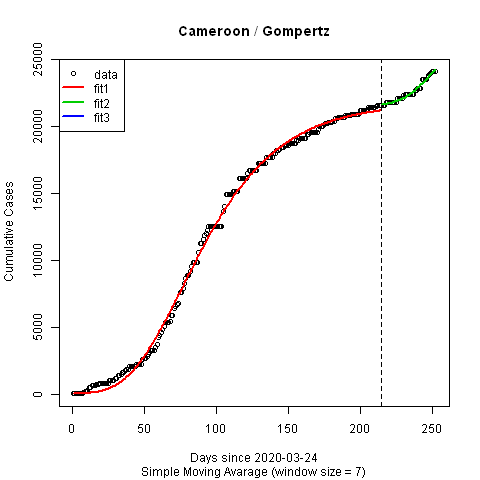 Cameroon / Gompertz
data
fit1
fit2
fit3
Cumulative Cases
0
5000
10000
15000
20000
25000
0 50 100 150 200 250
Days since 2020-03-24
Simple Moving Avarage (window size = 7)